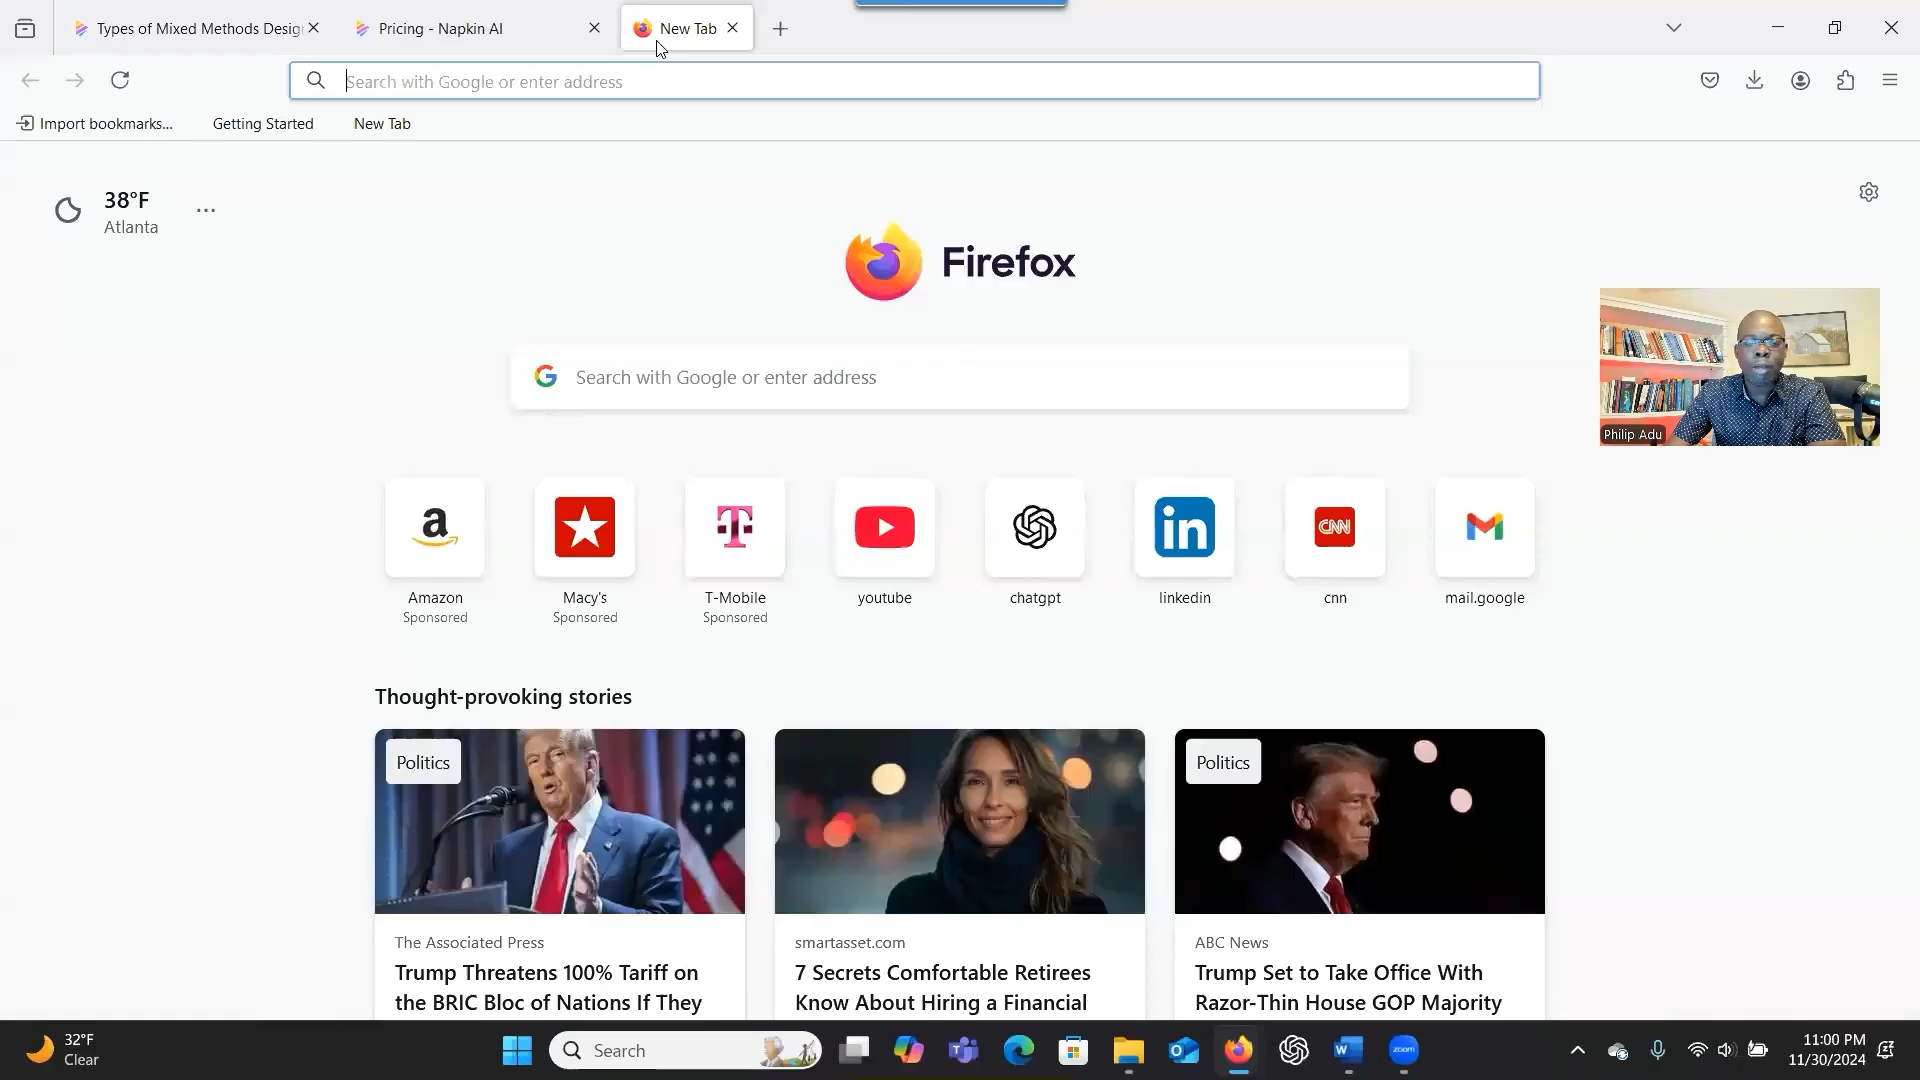 Types of Mixed Methods Desig
Pricing - Napkin AI
New Tab
Search with Google or enter address
Import bookmarks...
Getting Started
New Tab
38°F
Atlanta
Firefox
Search with Google or enter address
Philip Adu
a
T
in
CNN
Amazon
Sponsored
Macy's
Sponsored
T-Mobile
Sponsored
youtube
chatgpt
linkedin
cnn
mail.google
Thought-provoking stories
Politics
Politics
The Associated Press
Trump Threatens 100% Tariff on
the BRIC Bloc of Nations If They
smartasset.com
7 Secrets Comfortable Retirees
Know About Hiring a Financial
ABC News
Trump Set to Take Office With
Razor-Thin House GOP Majority
32°F
Clear
Search
zoom
11:00 PM
11/30/2024